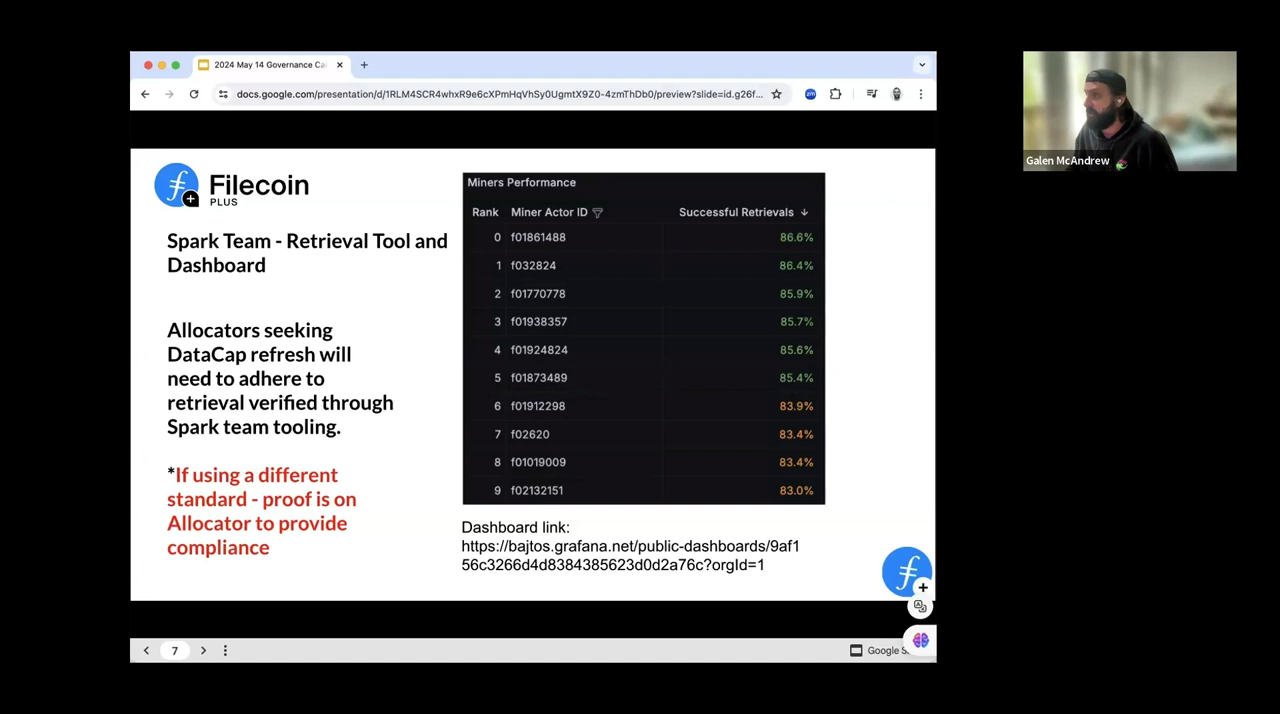 2024 May 14 Governance Ca
docs.google.com/presentation/d/1RLM4SCR4whxR9e6cXPmHqVhSy0UgmtX9Z0-4zmThDb0/preview?slide=id.g26f...
zm
Filecoin
PLUS
Spark Team - Retrieval Tool and
Dashboard
Allocators seeking
DataCap refresh will
need to adhere to
retrieval verified through
Spark team tooling.
*If using a different
standard - proof is on
Allocator to provide
compliance
Miners Performance
Rank Miner Actor ID Successful Retrievals ↓
0 f01861488 86.6%
1 f032824 86.4%
2 f01770778 85.9%
3 f01938357 85.7%
4 f01924824 85.6%
5 f01873489 85.4%
6 f01912298 83.9%
7 f02620 83.4%
8 f01019009 83.4%
9 f02132151 83.0%
Dashboard link:
https://bajtos.grafana.net/public-dashboards/9af1
56c3266d4d8384385623d0d2a76c?orgId=1
7
Google
Galen McAndrew